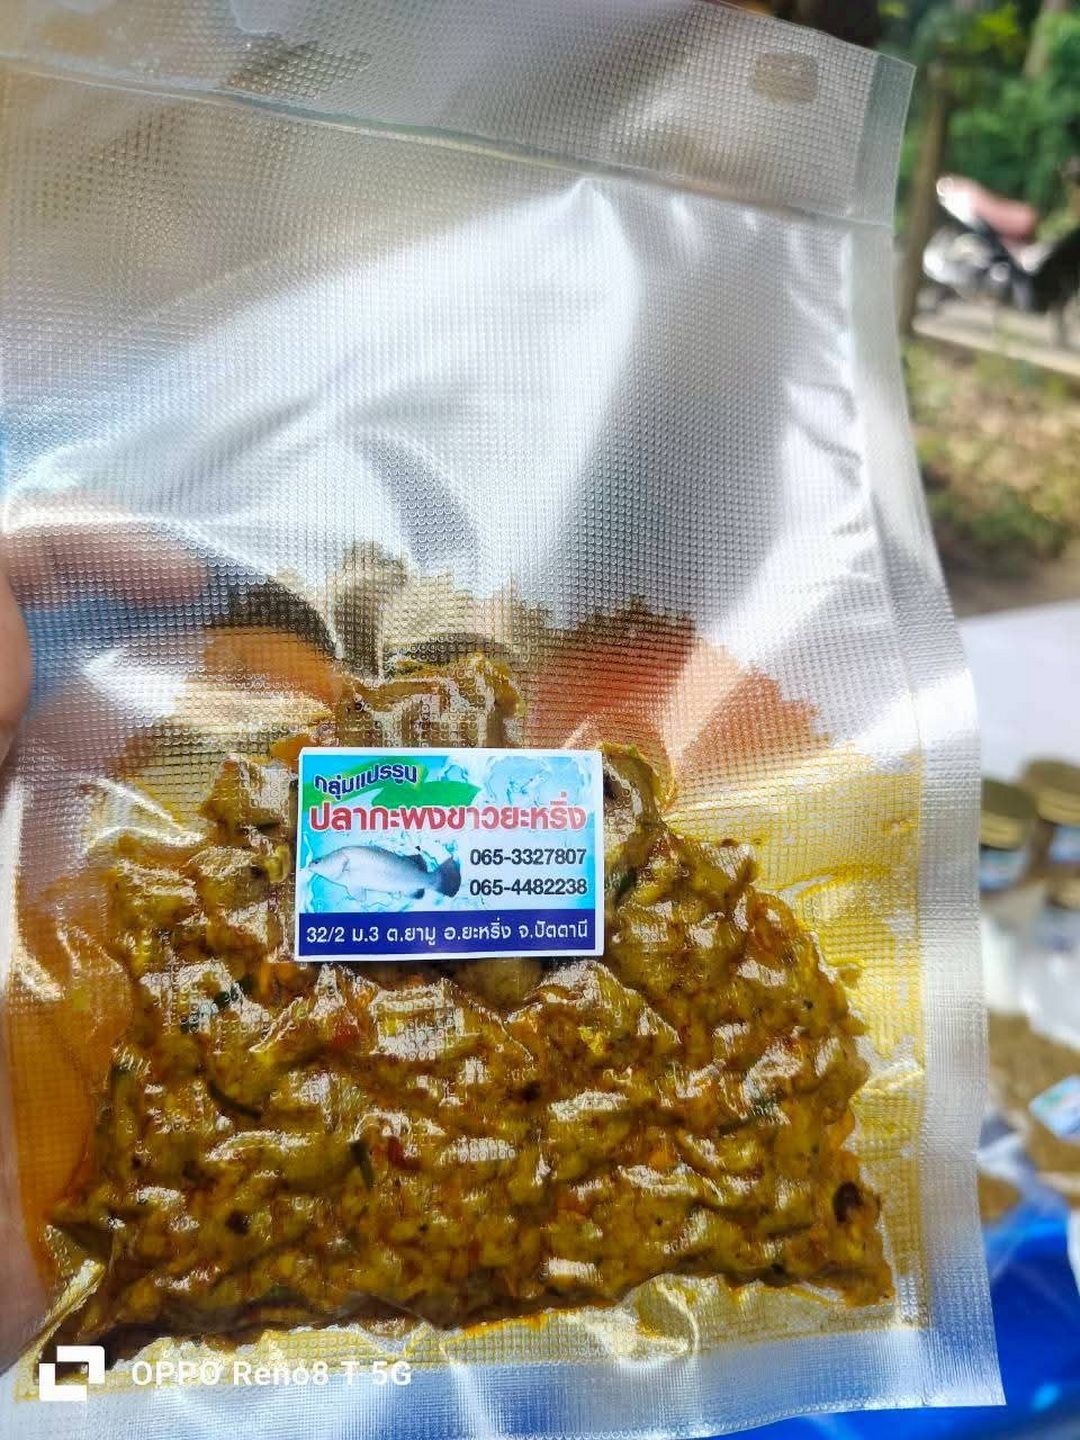 กลุ่มแปรรูป
ปลากะพงขาวยะหริ่ง
065-3327807
065-4482238
32/2 ม.3 ต.ยามู อ.ยะหริ่ง จ.ปัตตานี
OPPO Reno8 T 5G